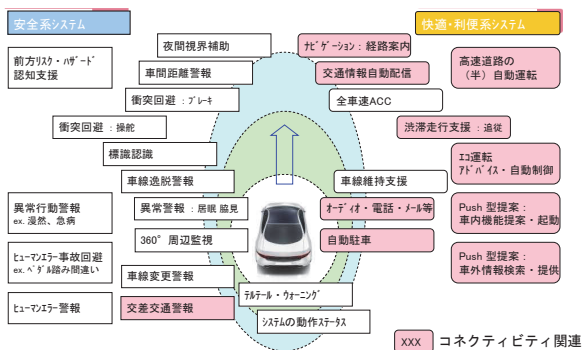 安全系システム
快適・利便系システム
夜間視界補助
ﾅﾋﾞｹﾞｰｼｮﾝ：経路案内
前方ﾘｽｸ・ﾊｻﾞｰﾄﾞ
認知支援
車間距離警報
交通情報自動配信
高速道路の
（半）自動運転
衝突回避：ﾌﾞﾚｰｷ
全車速ACC
衝突回避：操舵
渋滞走行支援：追従
標識認識
ｴｺ運転
ｱﾄﾞﾊﾞｲｽ・自動制御
車線逸脱警報
車線維持支援
異常行動警報
ex. 漫然、急病
異常警報：居眠 脇見
ｵｰﾃﾞｨｵ・電話・ﾒｰﾙ等
Push 型提案：
車内機能提案・起動
360°周辺監視
自動駐車
ﾋｭｰﾏﾝｴﾗｰ事故回避
ex. ﾍﾟﾀﾞﾙ踏み間違い
Push 型提案：
車外情報検索・提供
車線変更警報
ﾃﾙﾃｰﾙ・ｳｫｰﾆﾝｸﾞ
ﾋｭｰﾏﾝｴﾗｰ警報
交差交通警報
ｼｽﾃﾑの動作ｽﾃｰﾀｽ
XXX コネクティビティ関連